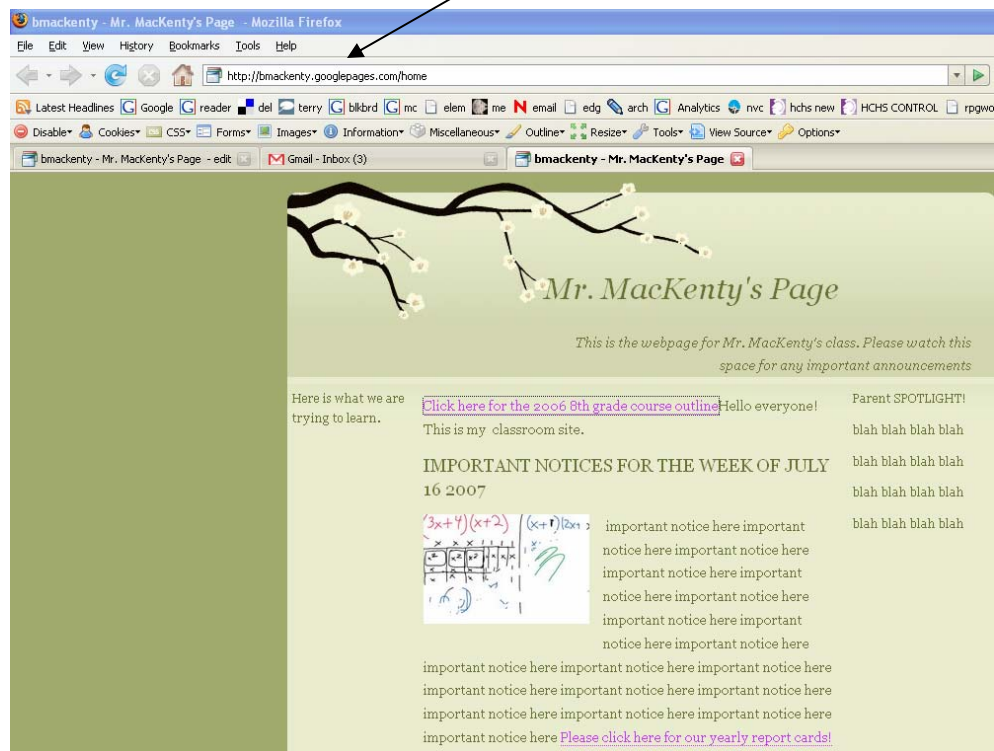 bmackenty - Mr. MacKenty's Page - Mozilla Firefox
File Edit View History Bookmarks Tools Help
http://bmackenty.googlepages.com/home
Latest Headlines Google reader del terry blkbrd mc elem me email edg arch Analytics nvc hchs new HCHS CONTROL rpgwo
Disable Cookies CSS Forms Images Information Miscellaneous Outline Resize Tools View Source Options
bmackenty - Mr. MacKenty's Page - edit Gmail - Inbox (3) bmackenty - Mr. MacKenty's Page
Mr. MacKenty's Page
This is the webpage for Mr. MacKenty's class. Please watch this
space for any important announcements
Here is what we are
trying to learn.
Click here for the 2006 8th grade course outlineHello everyone!
This is my classroom site.
IMPORTANT NOTICES FOR THE WEEK OF JULY
16 2007
(3x+4)(x+2)
important notice here important
notice here important notice here
important notice here important
notice here important notice here
important notice here important
notice here important notice here
important notice here important notice here important notice here
important notice here important notice here important notice here
important notice here important notice here important notice here
important notice here Please click here for our yearly report cards!
Parent SPOTLIGHT!
blah blah blah blah
blah blah blah blah
blah blah blah blah
blah blah blah blah